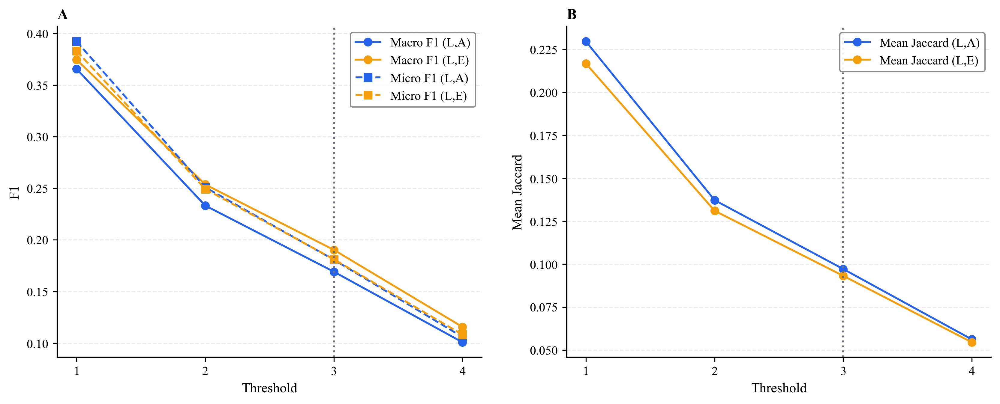 A
0.40
0.35
0.30
0.25
0.20
0.15
0.10
F1
1 2 3 4
Threshold
Macro F1 (L,A)
Macro F1 (L,E)
Micro F1 (L,A)
Micro F1 (L,E)
B
0.225
0.200
0.175
0.150
0.125
0.100
0.075
0.050
Mean Jaccard
1 2 3 4
Threshold
Mean Jaccard (L,A)
Mean Jaccard (L,E)